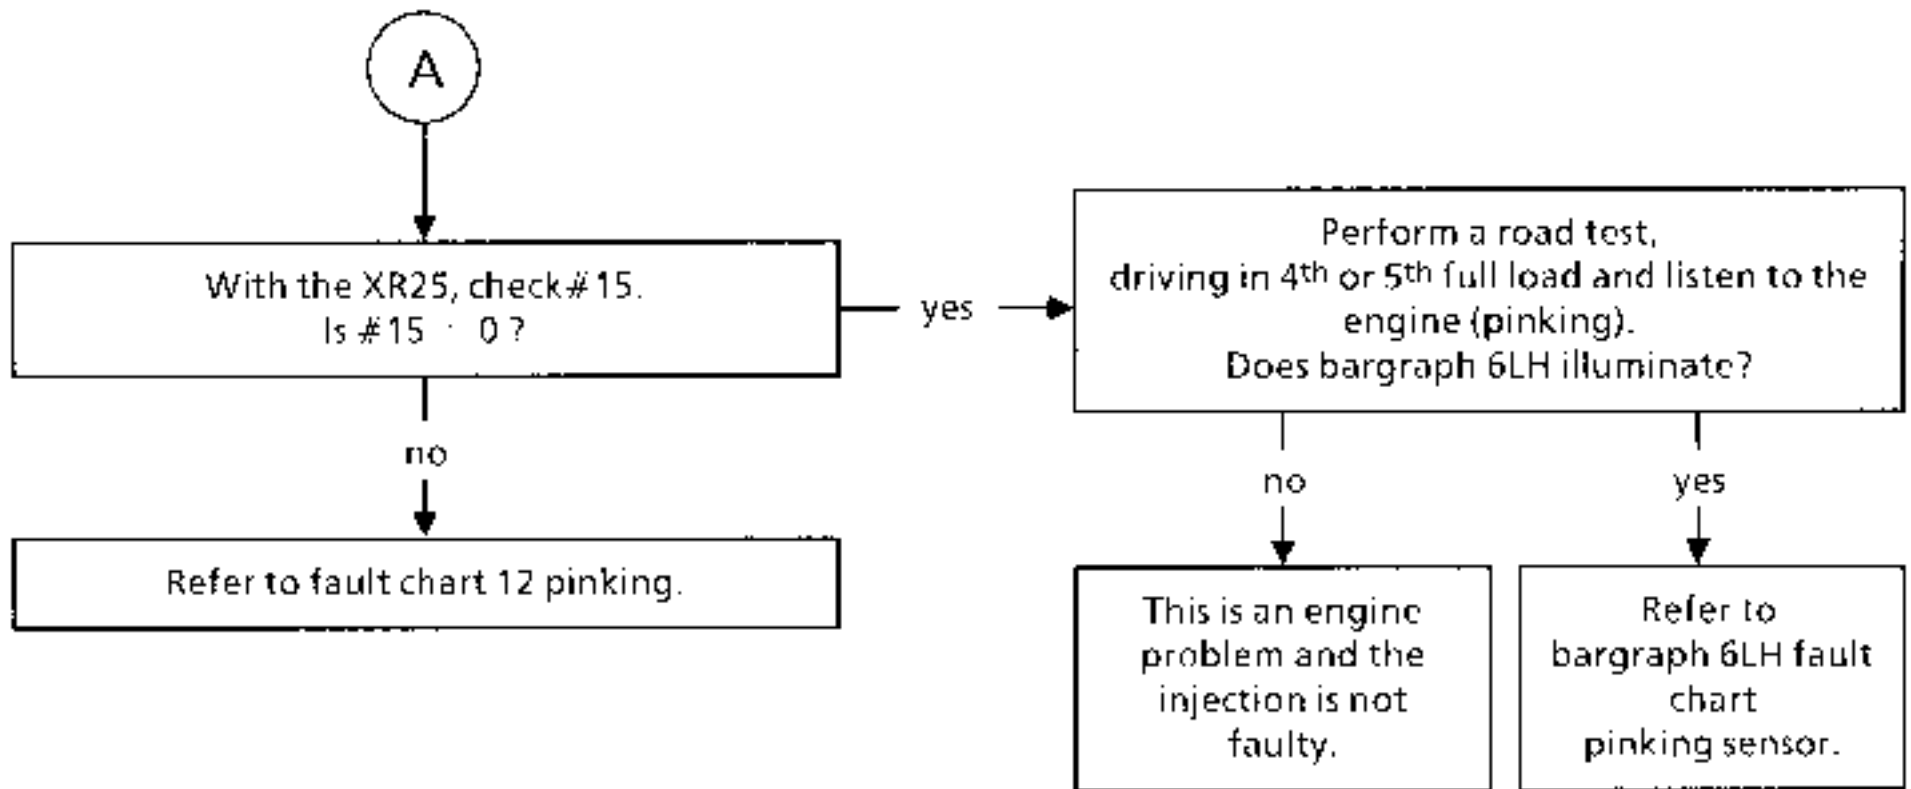 A
With the XR25, check #15.
Is #15 · 0 ?
yes
Perform a road test,
driving in 4th or 5th full load and listen to the
engine (pinking).
Does bargraph 6LH illuminate?
no
Refer to fault chart 12 pinking.
no
yes
This is an engine
problem and the
injection is not
faulty.
Refer to
bargraph 6LH fault
chart
pinking sensor.